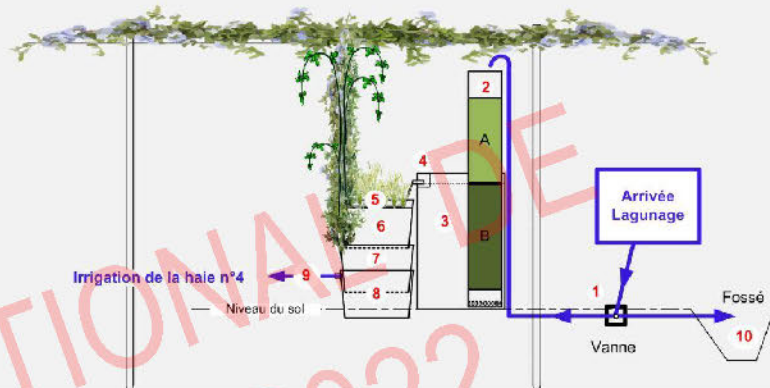 2
A
4
Arrivée
Lagunage
5
6
3
B
7
Irrigation de la haie n°4
9
8
1
Fossé
Niveau du sol
10
Vanne
TIONAL DE
2022